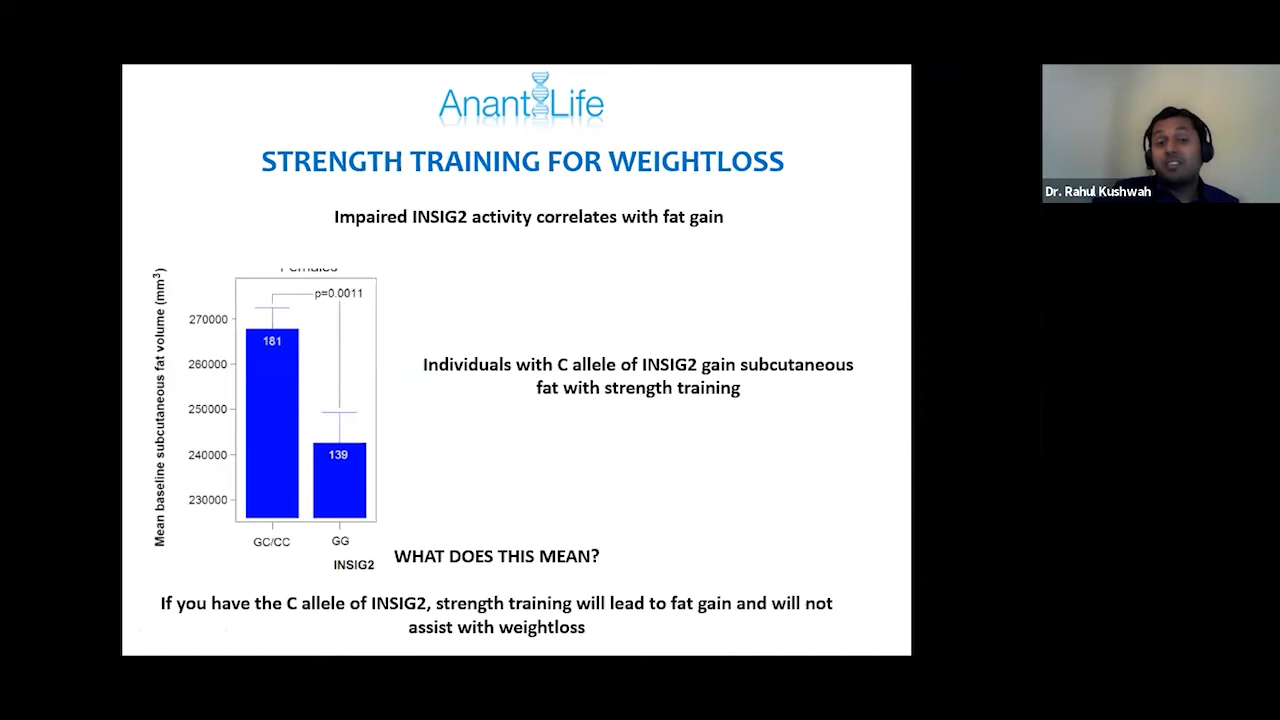 Anant Life
STRENGTH TRAINING FOR WEIGHTLOSS
Impaired INSIG2 activity correlates with fat gain
Females
p=0.0011
Mean baseline subcutaneous fat volume (mm³)
270000
260000
250000
240000
230000
181
139
GC/CC
GG
INSIG2
Individuals with C allele of INSIG2 gain subcutaneous
fat with strength training
WHAT DOES THIS MEAN?
If you have the C allele of INSIG2, strength training will lead to fat gain and will not
assist with weightloss
Dr. Rahul Kushwah